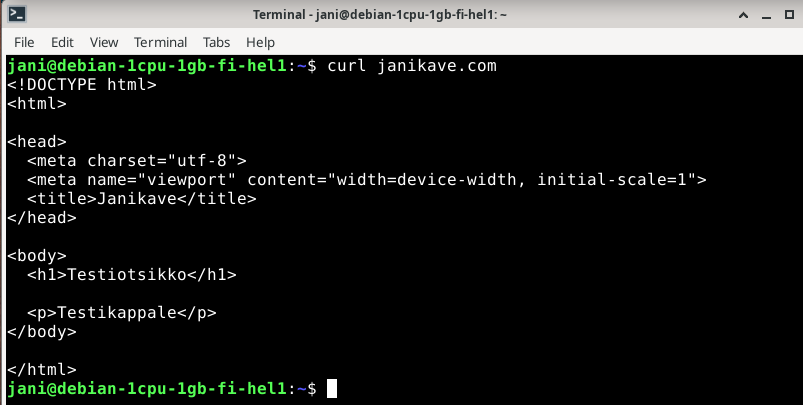 Terminal - jani@debian-1cpu-1gb-fi-hel1: ~
File Edit View Terminal Tabs Help
jani@debian-1cpu-1gb-fi-hel1:~$ curl janikave.com
<!DOCTYPE html>
<html>

<head>
  <meta charset="utf-8">
  <meta name="viewport" content="width=device-width, initial-scale=1">
  <title>Janikave</title>
</head>

<body>
  <h1>Testiotsikko</h1>

  <p>Testikappale</p>
</body>

</html>
jani@debian-1cpu-1gb-fi-hel1:~$